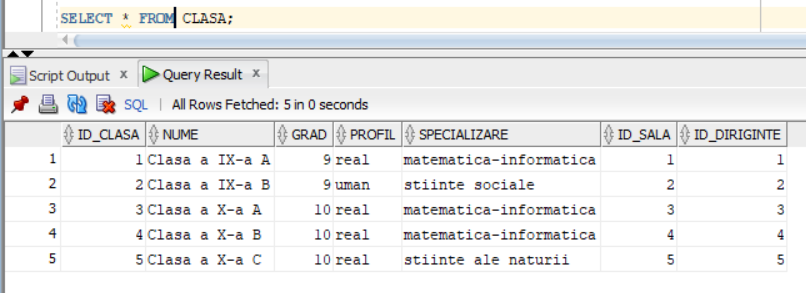 SELECT * FROM CLASA;
Script Output x Query Result x
SQL | All Rows Fetched: 5 in 0 seconds
ID_CLASA NUME GRAD PROFIL SPECIALIZARE ID_SALA ID_DIRIGINTE
1 1 Clasa a IX-a A 9 real matematica-informatica 1 1
2 2 Clasa a IX-a B 9 uman stiinte sociale 2 2
3 3 Clasa a X-a A 10 real matematica-informatica 3 3
4 4 Clasa a X-a B 10 real matematica-informatica 4 4
5 5 Clasa a X-a C 10 real stiinte ale naturii 5 5